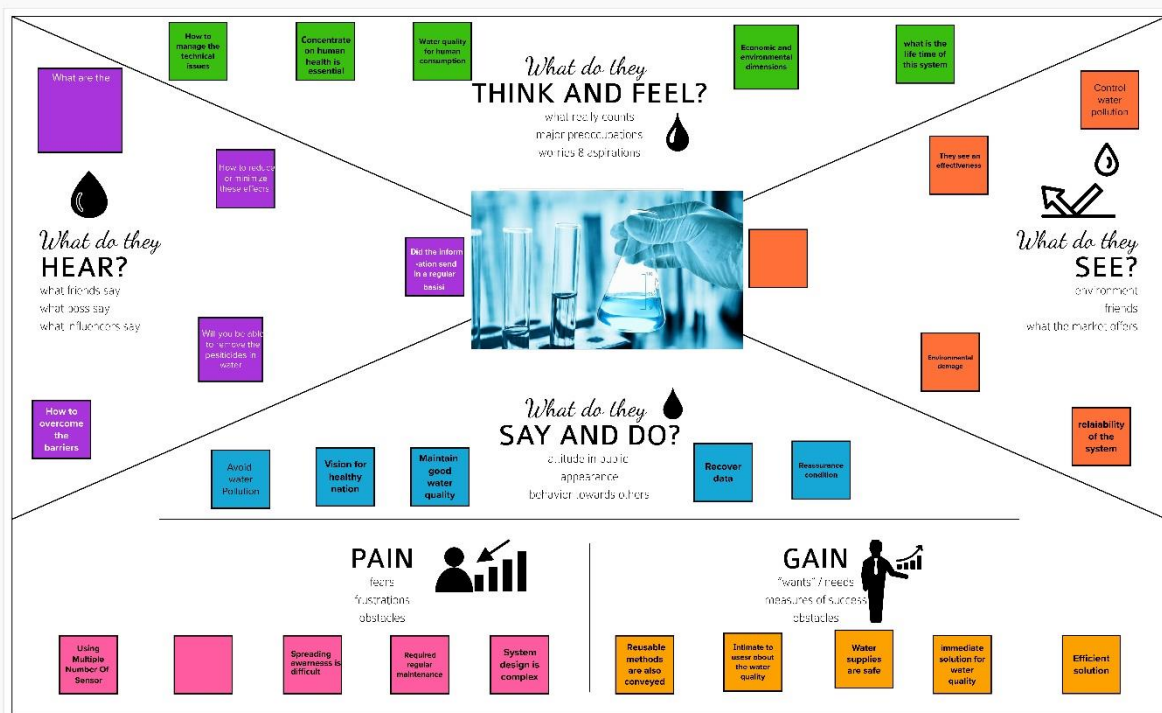 How to
manage the
technical
issues
Concentrate
on human
health is
essential
Water quality
for human
consumption
Economic and
environmental
dimensions
what is the
life time of
this system
What do they
THINK AND FEEL?
what really counts
major preoccupations
worries & aspirations
What are the
How to reduce
or minimize
these effects
Did the inform
-ation send
in a regular
basisi
What do they
HEAR?
what friends say
what boss say
what influencers say
Will you be able
to remove the
pesiticides in
water
How to
overcome
the
barriers
Control
water
pollution
They see an
effectiveness
What do they
SEE?
environment
friends
what the market offers
Environmental
damage
relaiability
of the
system
What do they
SAY AND DO?
attitude in public
appearance
behavior towards others
Avoid
water
Pollution
Vision for
healthy
nation
Maintain
good
water
quality
Recover
data
Reassurance
condition
PAIN
fears
frustrations
obstacles
Using
Multiple
Number Of
Sensor
Spreading
awarnesss is
difficult
Required
regular
maintenance
System
design is
complex
GAIN
"wants" / needs
measures of success
obstacles
Reusable
methods
are also
conveyed
Intimate to
usesr about
the water
quality
Water
supplies
are safe
immediate
solution for
water
quality
Efficient
solution